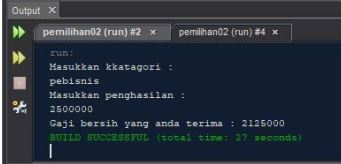 Output ×
pemilihan02 (run) #2 × pemilihan02 (run) #4 ×
run:
Masukkan kkatagori :
pebisnis
Masukkan penghasilan :
2500000
Gaji bersih yang anda terima : 2125000
BUILD SUCCESSFUL (total time: 27 seconds)